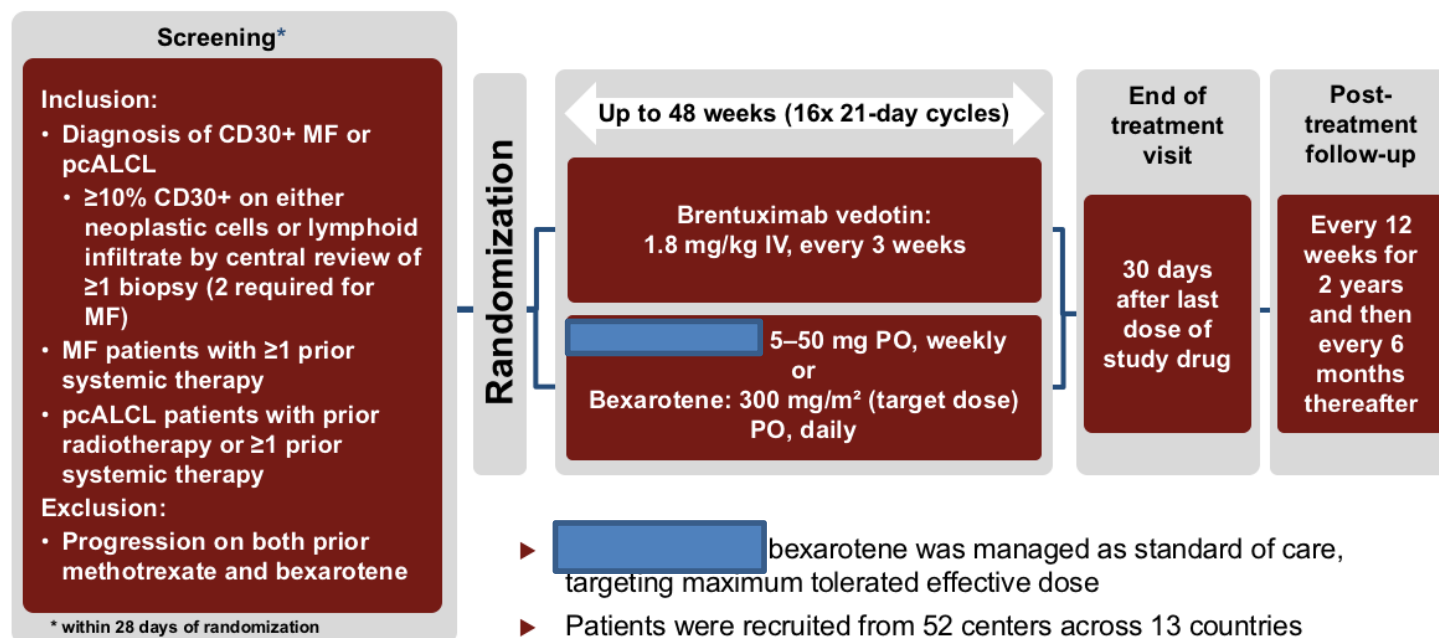 Screening*
Inclusion:
• Diagnosis of CD30+ MF or
pcALCL
• ≥10% CD30+ on either
neoplastic cells or lymphoid
infiltrate by central review of
≥1 biopsy (2 required for
MF)
• MF patients with ≥1 prior
systemic therapy
• pcALCL patients with prior
radiotherapy or ≥1 prior
systemic therapy
Exclusion:
• Progression on both prior
methotrexate and bexarotene
* within 28 days of randomization
Randomization
Up to 48 weeks (16x 21-day cycles)
Brentuximab vedotin:
1.8 mg/kg IV, every 3 weeks
5–50 mg PO, weekly
or
Bexarotene: 300 mg/m² (target dose)
PO, daily
End of
treatment
visit
30 days
after last
dose of
study drug
Post-
treatment
follow-up
Every 12
weeks for
2 years
and then
every 6
months
thereafter
bexarotene was managed as standard of care,
targeting maximum tolerated effective dose
Patients were recruited from 52 centers across 13 countries